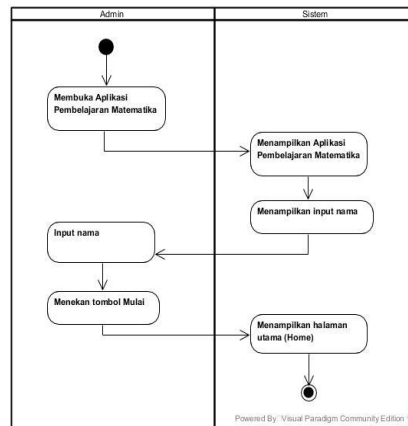 Admin
Sistem
Membuka Aplikasi
Pembelajaran Matematika
Menampilkan Aplikasi
Pembelajaran Matematika
Menampilkan input nama
Input nama
Menekan tombol Mulai
Menampilkan halaman
utama (Home)
Powered By Visual Paradigm Community Edition